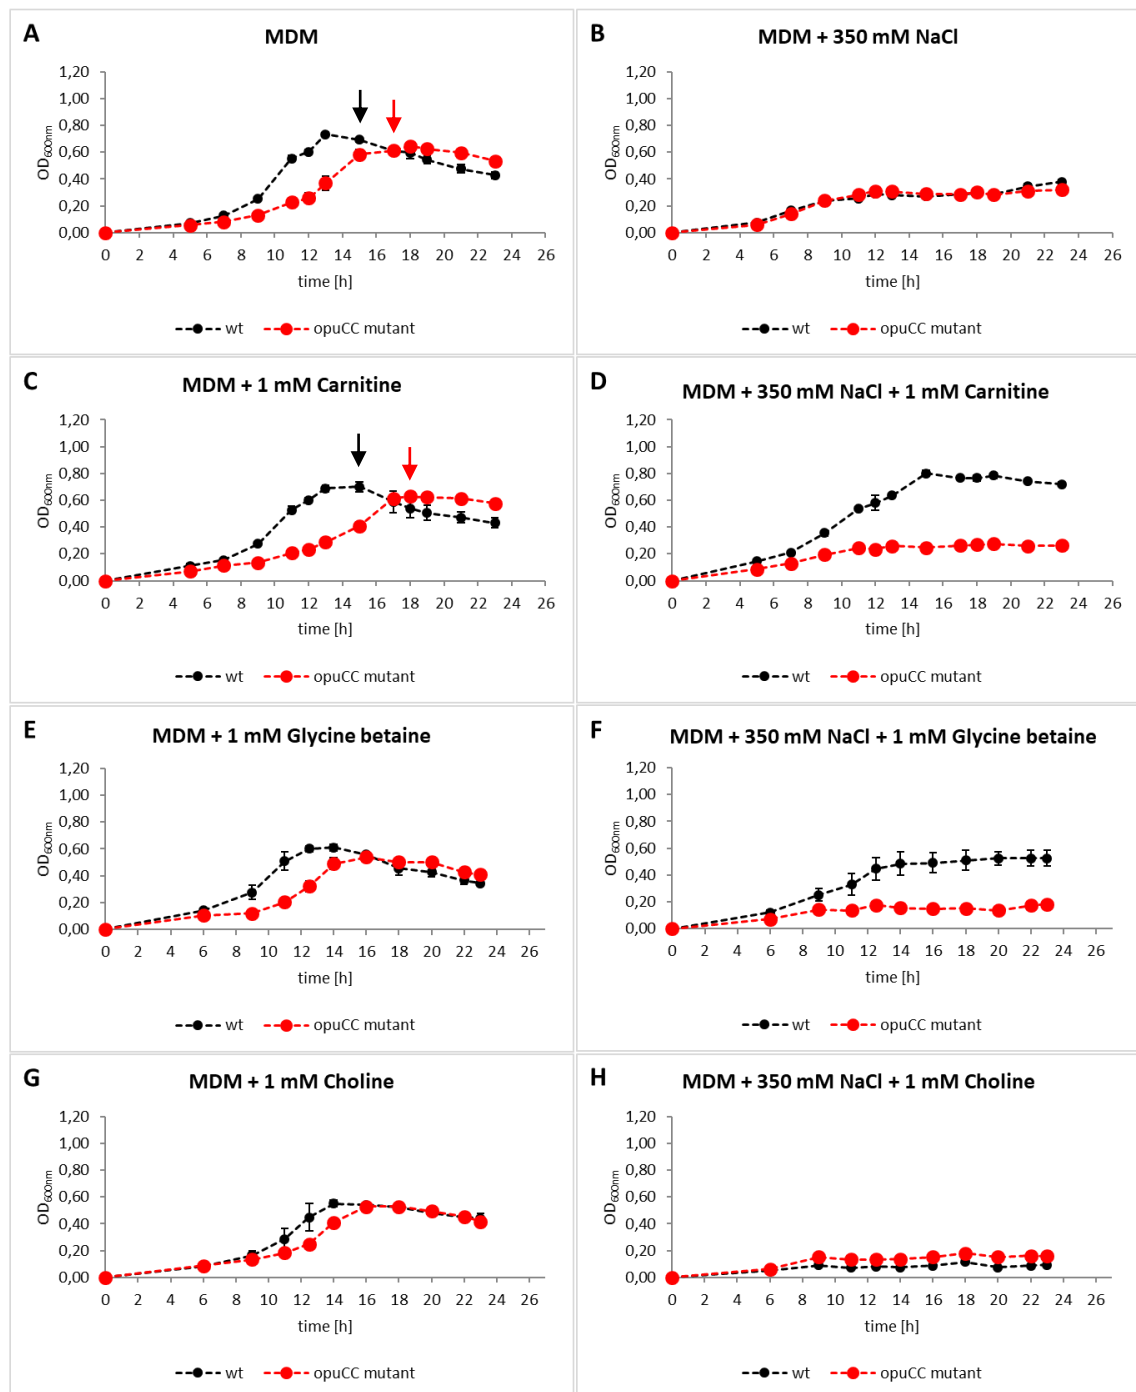 A
MDM
1,20
1,00
0,80
0,60
0,40
0,20
0,00
OD600nm
0 2 4 6 8 10 12 14 16 18 20 22 24 26
time [h]
wt opuCC mutant
B
MDM + 350 mM NaCl
1,20
1,00
0,80
0,60
0,40
0,20
0,00
OD600nm
0 2 4 6 8 10 12 14 16 18 20 22 24 26
time [h]
wt opuCC mutant
C
MDM + 1 mM Carnitine
1,20
1,00
0,80
0,60
0,40
0,20
0,00
OD600nm
0 2 4 6 8 10 12 14 16 18 20 22 24 26
time [h]
wt opuCC mutant
D
MDM + 350 mM NaCl + 1 mM Carnitine
1,20
1,00
0,80
0,60
0,40
0,20
0,00
OD600nm
0 2 4 6 8 10 12 14 16 18 20 22 24 26
time [h]
wt opuCC mutant
E
MDM + 1 mM Glycine betaine
1,20
1,00
0,80
0,60
0,40
0,20
0,00
OD600nm
0 2 4 6 8 10 12 14 16 18 20 22 24 26
time [h]
wt opuCC mutant
F
MDM + 350 mM NaCl + 1 mM Glycine betaine
1,20
1,00
0,80
0,60
0,40
0,20
0,00
OD600nm
0 2 4 6 8 10 12 14 16 18 20 22 24 26
time [h]
wt opuCC mutant
G
MDM + 1 mM Choline
1,20
1,00
0,80
0,60
0,40
0,20
0,00
OD600nm
0 2 4 6 8 10 12 14 16 18 20 22 24 26
time [h]
wt opuCC mutant
H
MDM + 350 mM NaCl + 1 mM Choline
1,20
1,00
0,80
0,60
0,40
0,20
0,00
OD600nm
0 2 4 6 8 10 12 14 16 18 20 22 24 26
time [h]
wt opuCC mutant